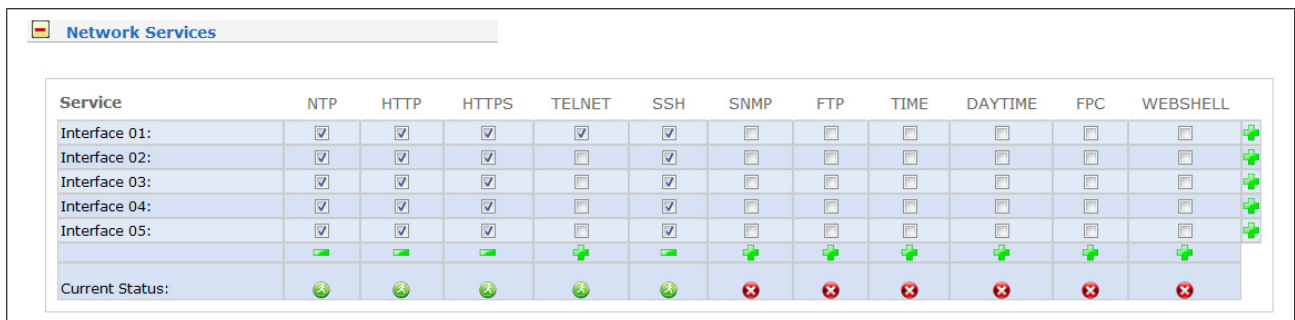 Network Services
Service NTP HTTP HTTPS TELNET SSH SNMP FTP TIME DAYTIME FPC WEBSHELL
Interface 01:
Interface 02:
Interface 03:
Interface 04:
Interface 05:
Current Status: